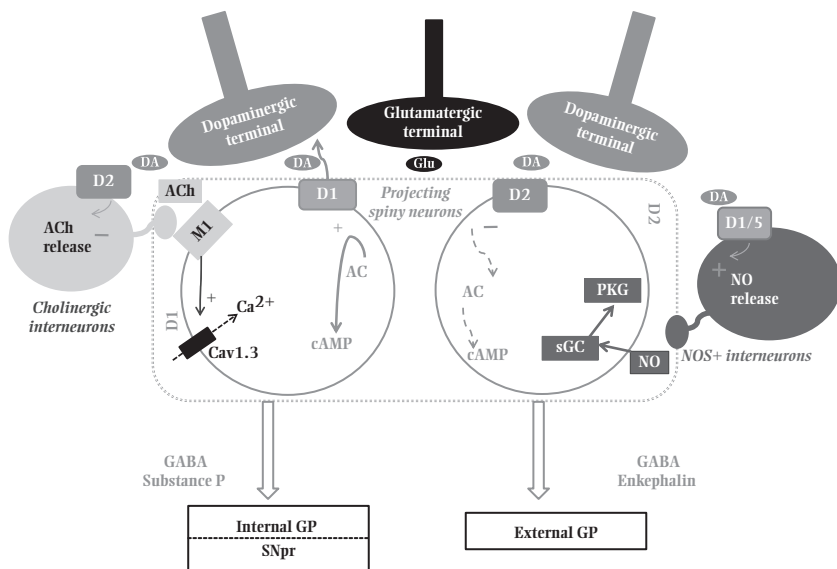 Dopaminergic
terminal
Glutamatergic
terminal
Dopaminergic
terminal
DA
D2
ACh
release
–
Cholinergic
interneurons
ACh
M1
+
Ca2+
Cav1.3
D1
DA
D1
+
AC
cAMP
Glu
Projecting
spiny neurons
DA
D2
–
AC
cAMP
D2
PKG
sGC
NO
DA
D1/5
+
NO
release
NOS+ interneurons
GABA
Substance P
GABA
Enkephalin
Internal GP
SNpr
External GP